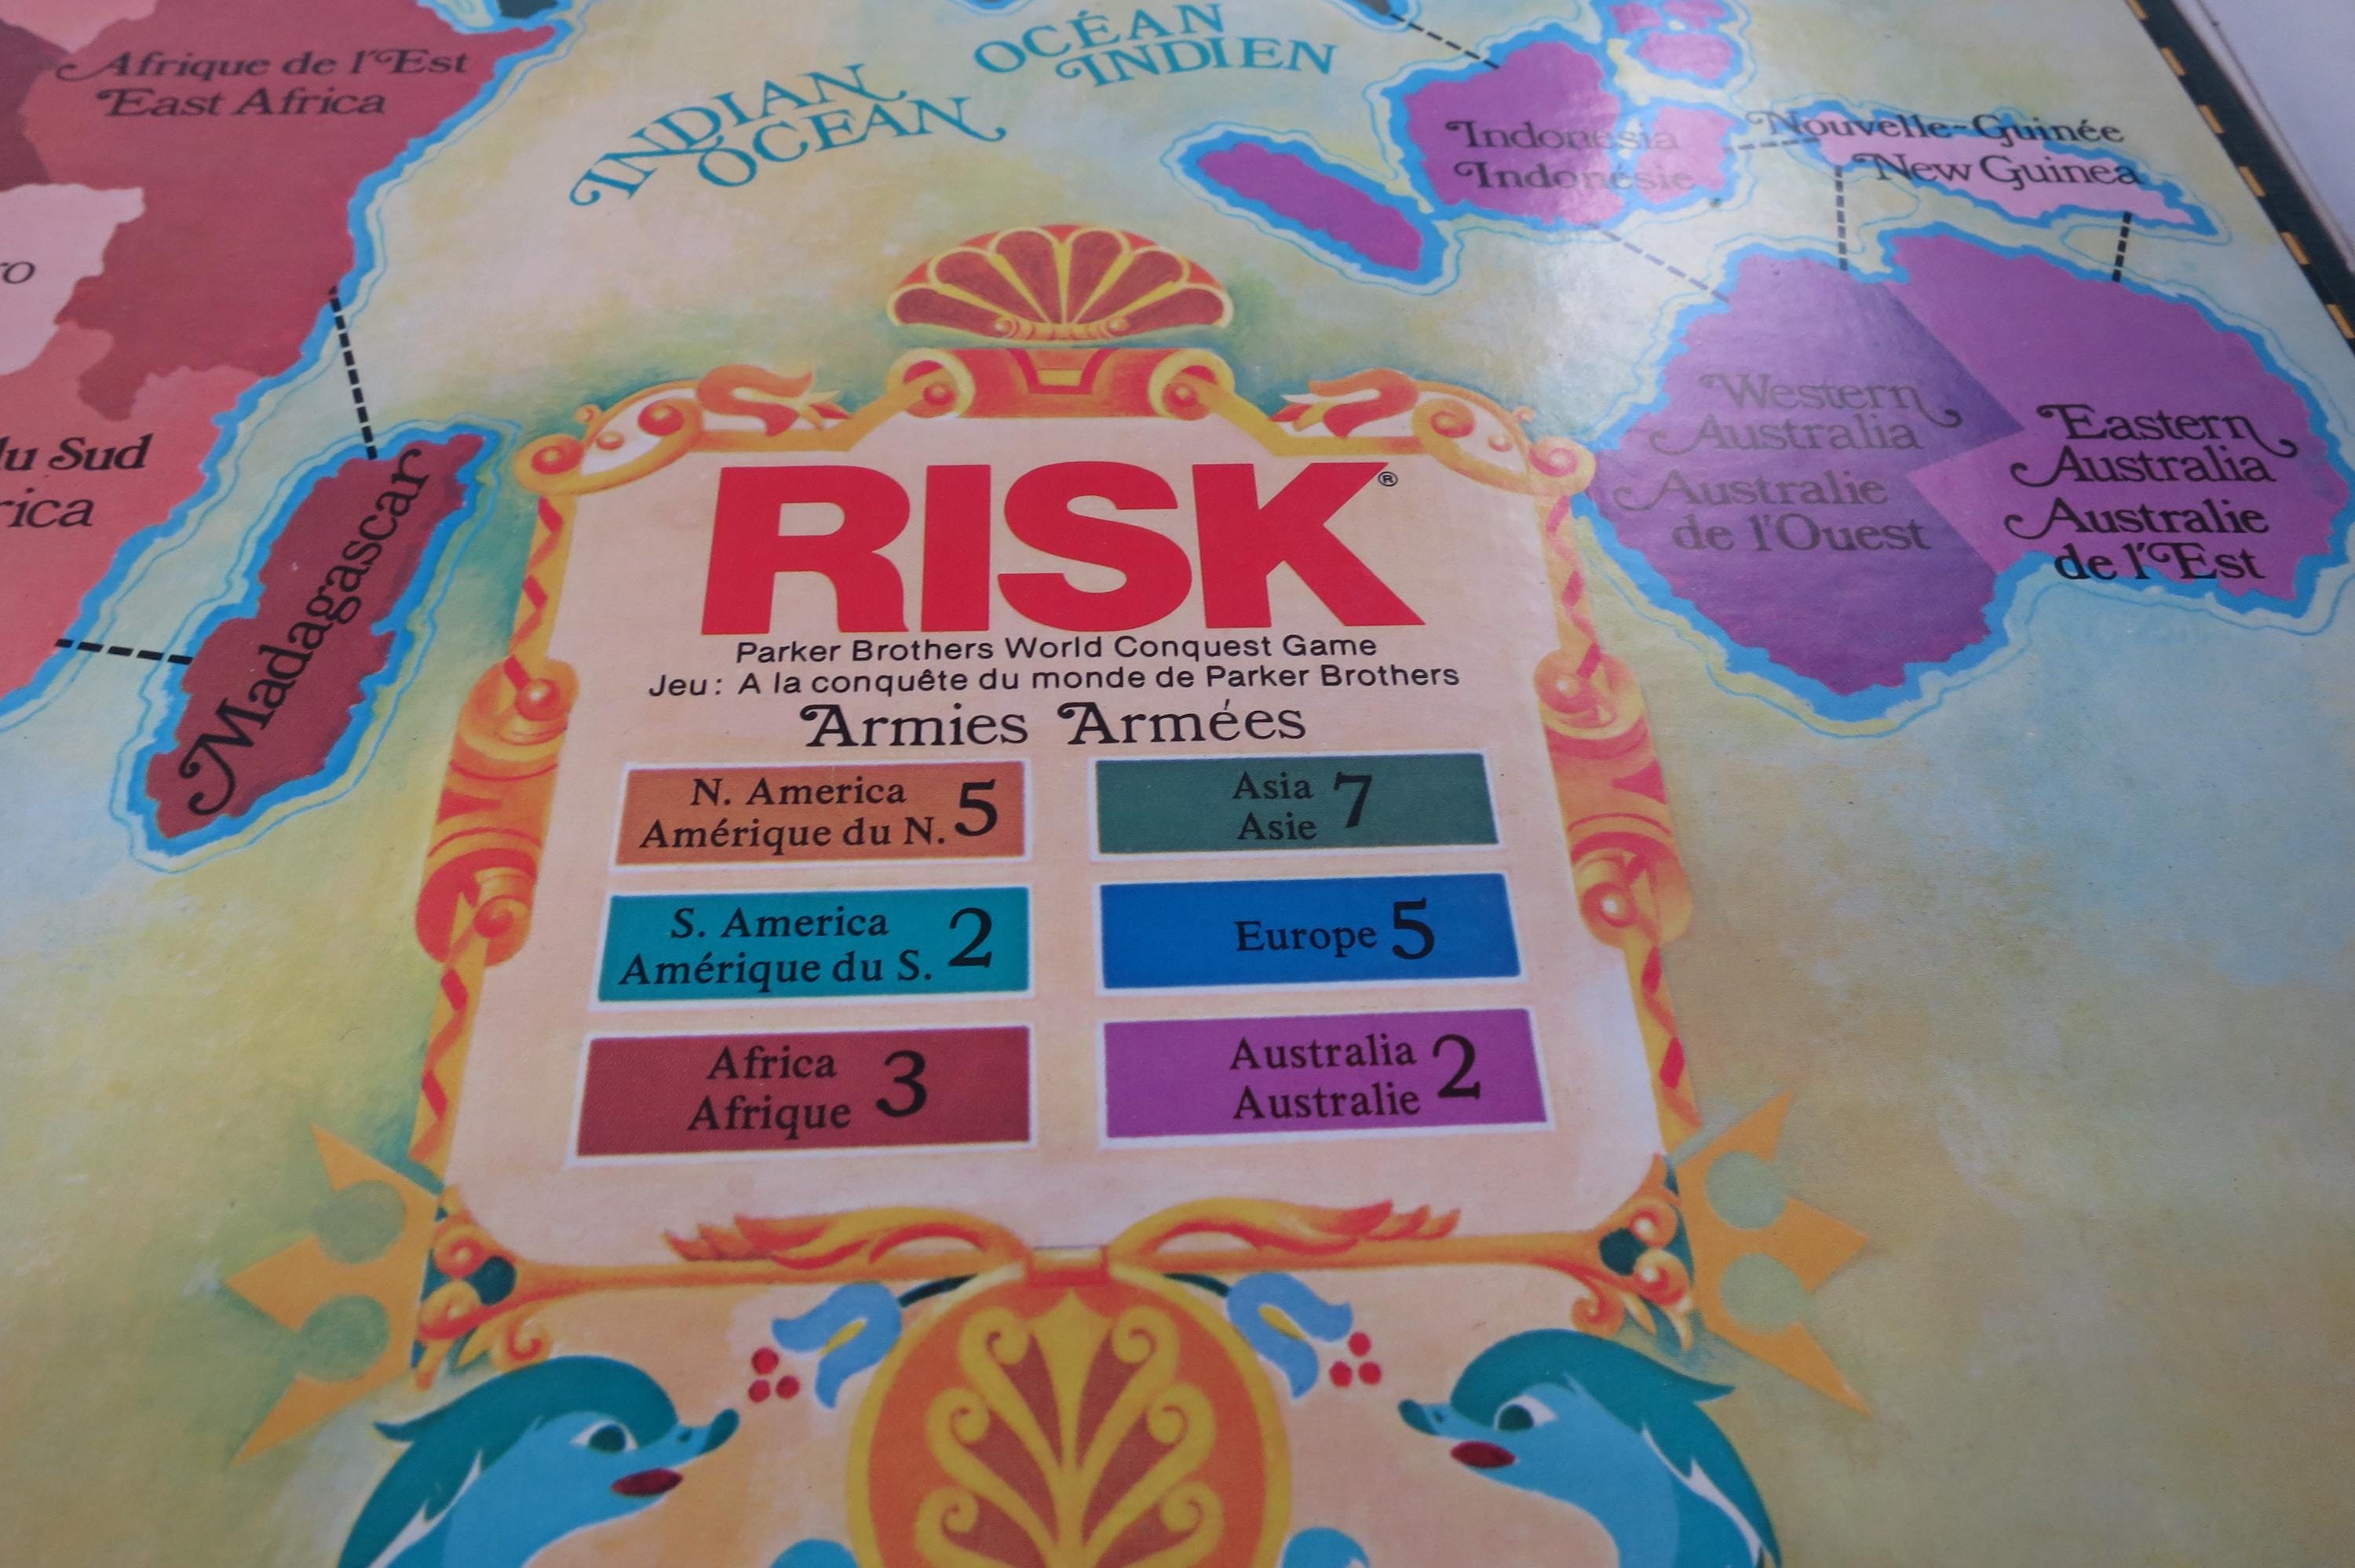 Afrique de l'Est
East Africa
INDIAN
OCEAN
OCÉAN
INDIEN
Indonesia
Indonésie
Nouvelle-Guinée
New Guinea
du Sud
Madagascar
Western
Australia
Australie
de l'Ouest
Eastern
Australia
Australie
de l'Est
RISK®
Parker Brothers World Conquest Game
Jeu: A la conquête du monde de Parker Brothers
Armies Armées
N. America
Amérique du N. 5
Asia
Asie 7
S. America
Amérique du S. 2
Europe 5
Africa
Afrique 3
Australia
Australie 2